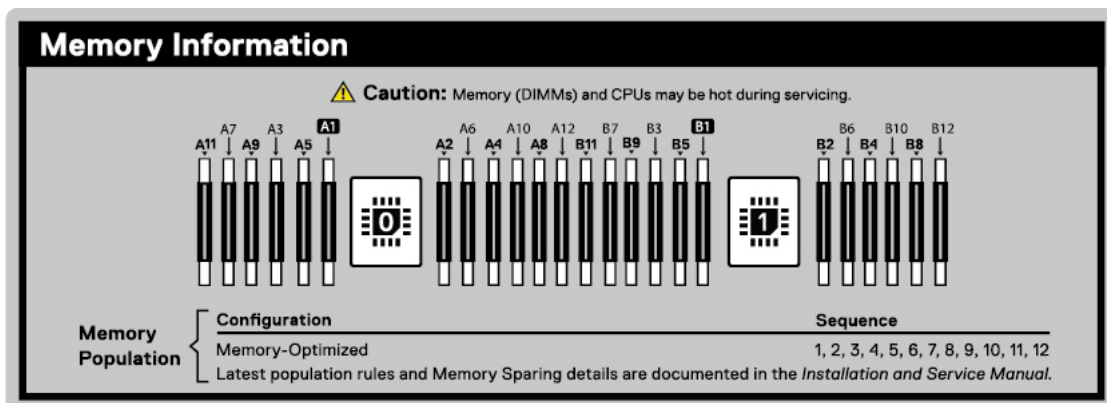 Memory Information
Caution: Memory (DIMMs) and CPUs may be hot during servicing.
A7 A3 A1 A6 A10 A12 B7 B3 B1 B6 B10 B12
A11 A9 A5 A2 A4 A8 B11 B9 B5 B2 B4 B8
0 1
Configuration Sequence
Memory Population
Memory-Optimized 1, 2, 3, 4, 5, 6, 7, 8, 9, 10, 11, 12
Latest population rules and Memory Sparing details are documented in the Installation and Service Manual.